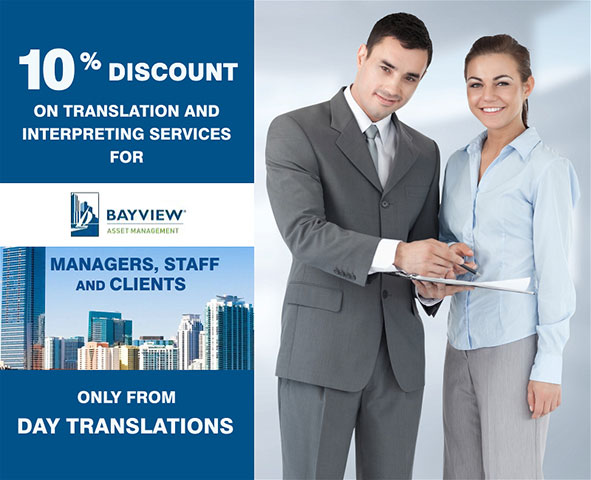 10% DISCOUNT
ON TRANSLATION AND
INTERPRETING SERVICES
FOR
BAYVIEW®
ASSET MANAGEMENT
MANAGERS, STAFF
AND CLIENTS
ONLY FROM
DAY TRANSLATIONS